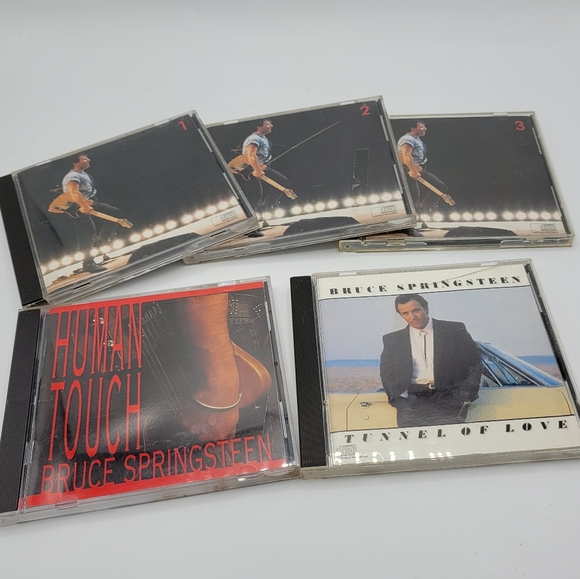 1
2
3
HUMAN
TOUCH
BRUCE SPRINGSTEEN
BRUCE SPRINGSTEEN
TUNNEL OF LOVE